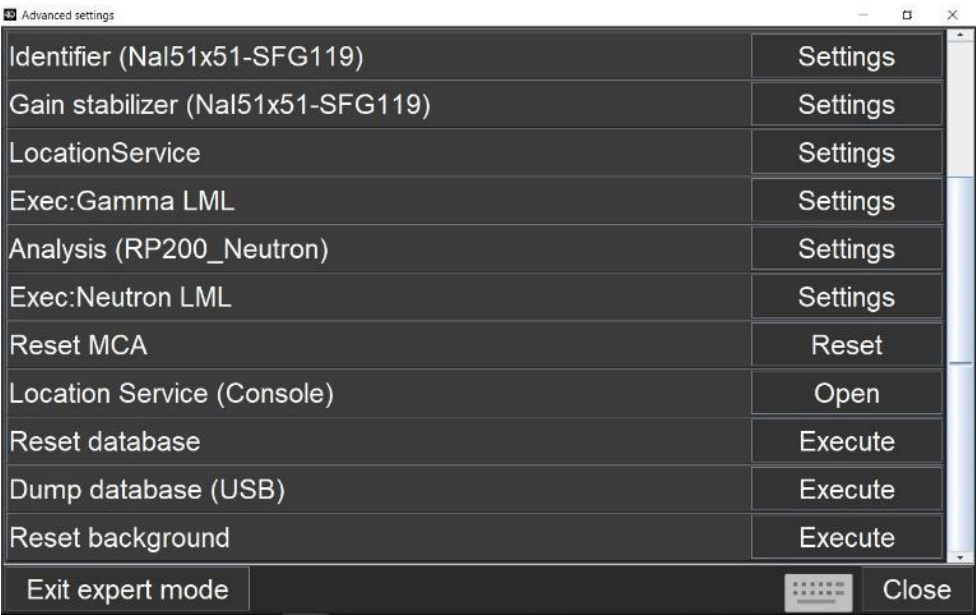 Advanced settings
Identifier (NaI51x51-SFG119) Settings
Gain stabilizer (NaI51x51-SFG119) Settings
LocationService Settings
Exec:Gamma LML Settings
Analysis (RP200_Neutron) Settings
Exec:Neutron LML Settings
Reset MCA Reset
Location Service (Console) Open
Reset database Execute
Dump database (USB) Execute
Reset background Execute
Exit expert mode Close